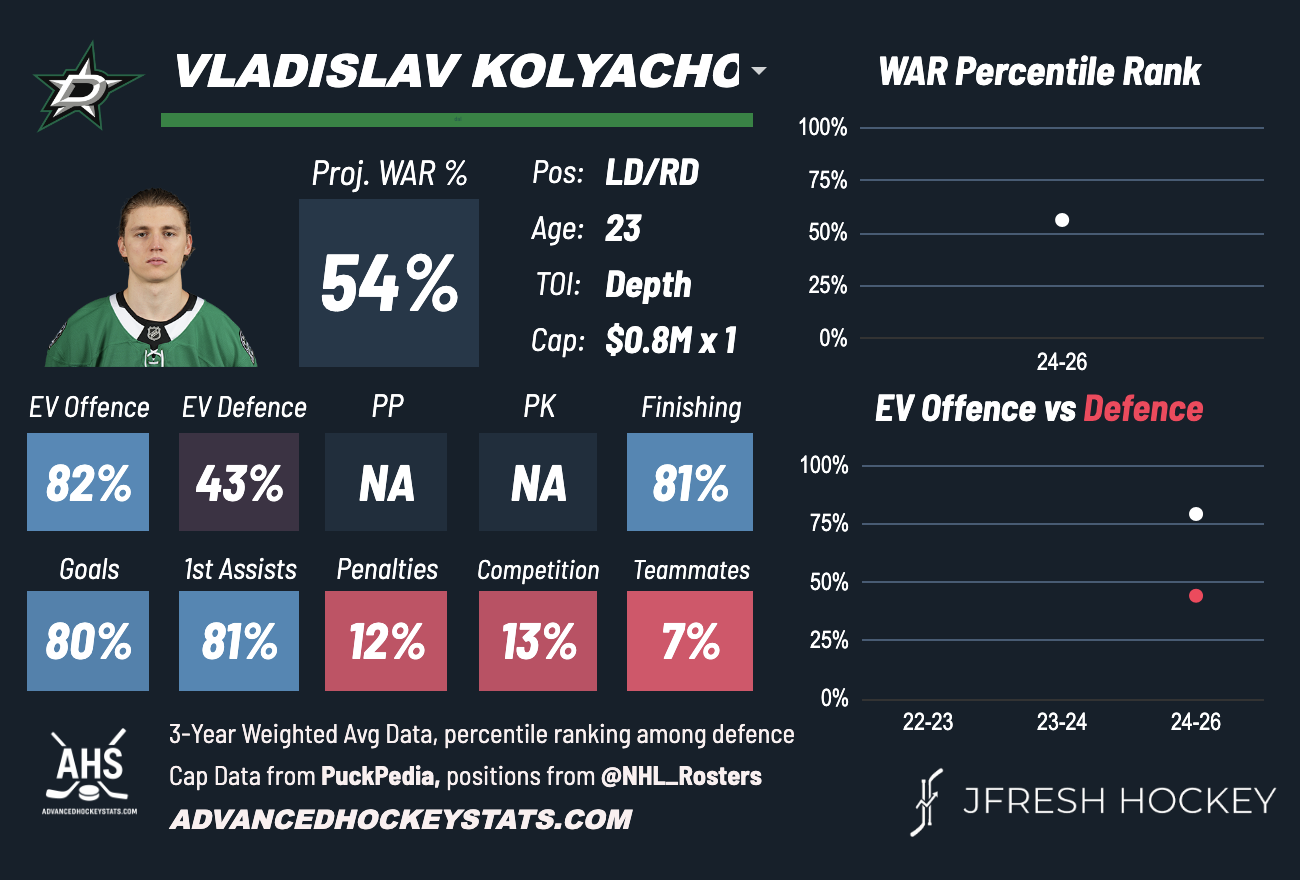 VLADISLAV KOLYACHO
Proj. WAR %
54%
Pos: LD/RD
Age: 23
TOI: Depth
Cap: $0.8M x 1
EV Offence EV Defence PP PK Finishing
82% 43% NA NA 81%
Goals 1st Assists Penalties Competition Teammates
80% 81% 12% 13% 7%
WAR Percentile Rank
100%
75%
50%
25%
0%
24-26
EV Offence vs Defence
100%
75%
50%
25%
0%
22-23 23-24 24-26
AHS
ADVANCEDHOCKEYSTATS.COM
3-Year Weighted Avg Data, percentile ranking among defence
Cap Data from PuckPedia, positions from @NHL_Rosters
ADVANCEDHOCKEYSTATS.COM
JFRESH HOCKEY